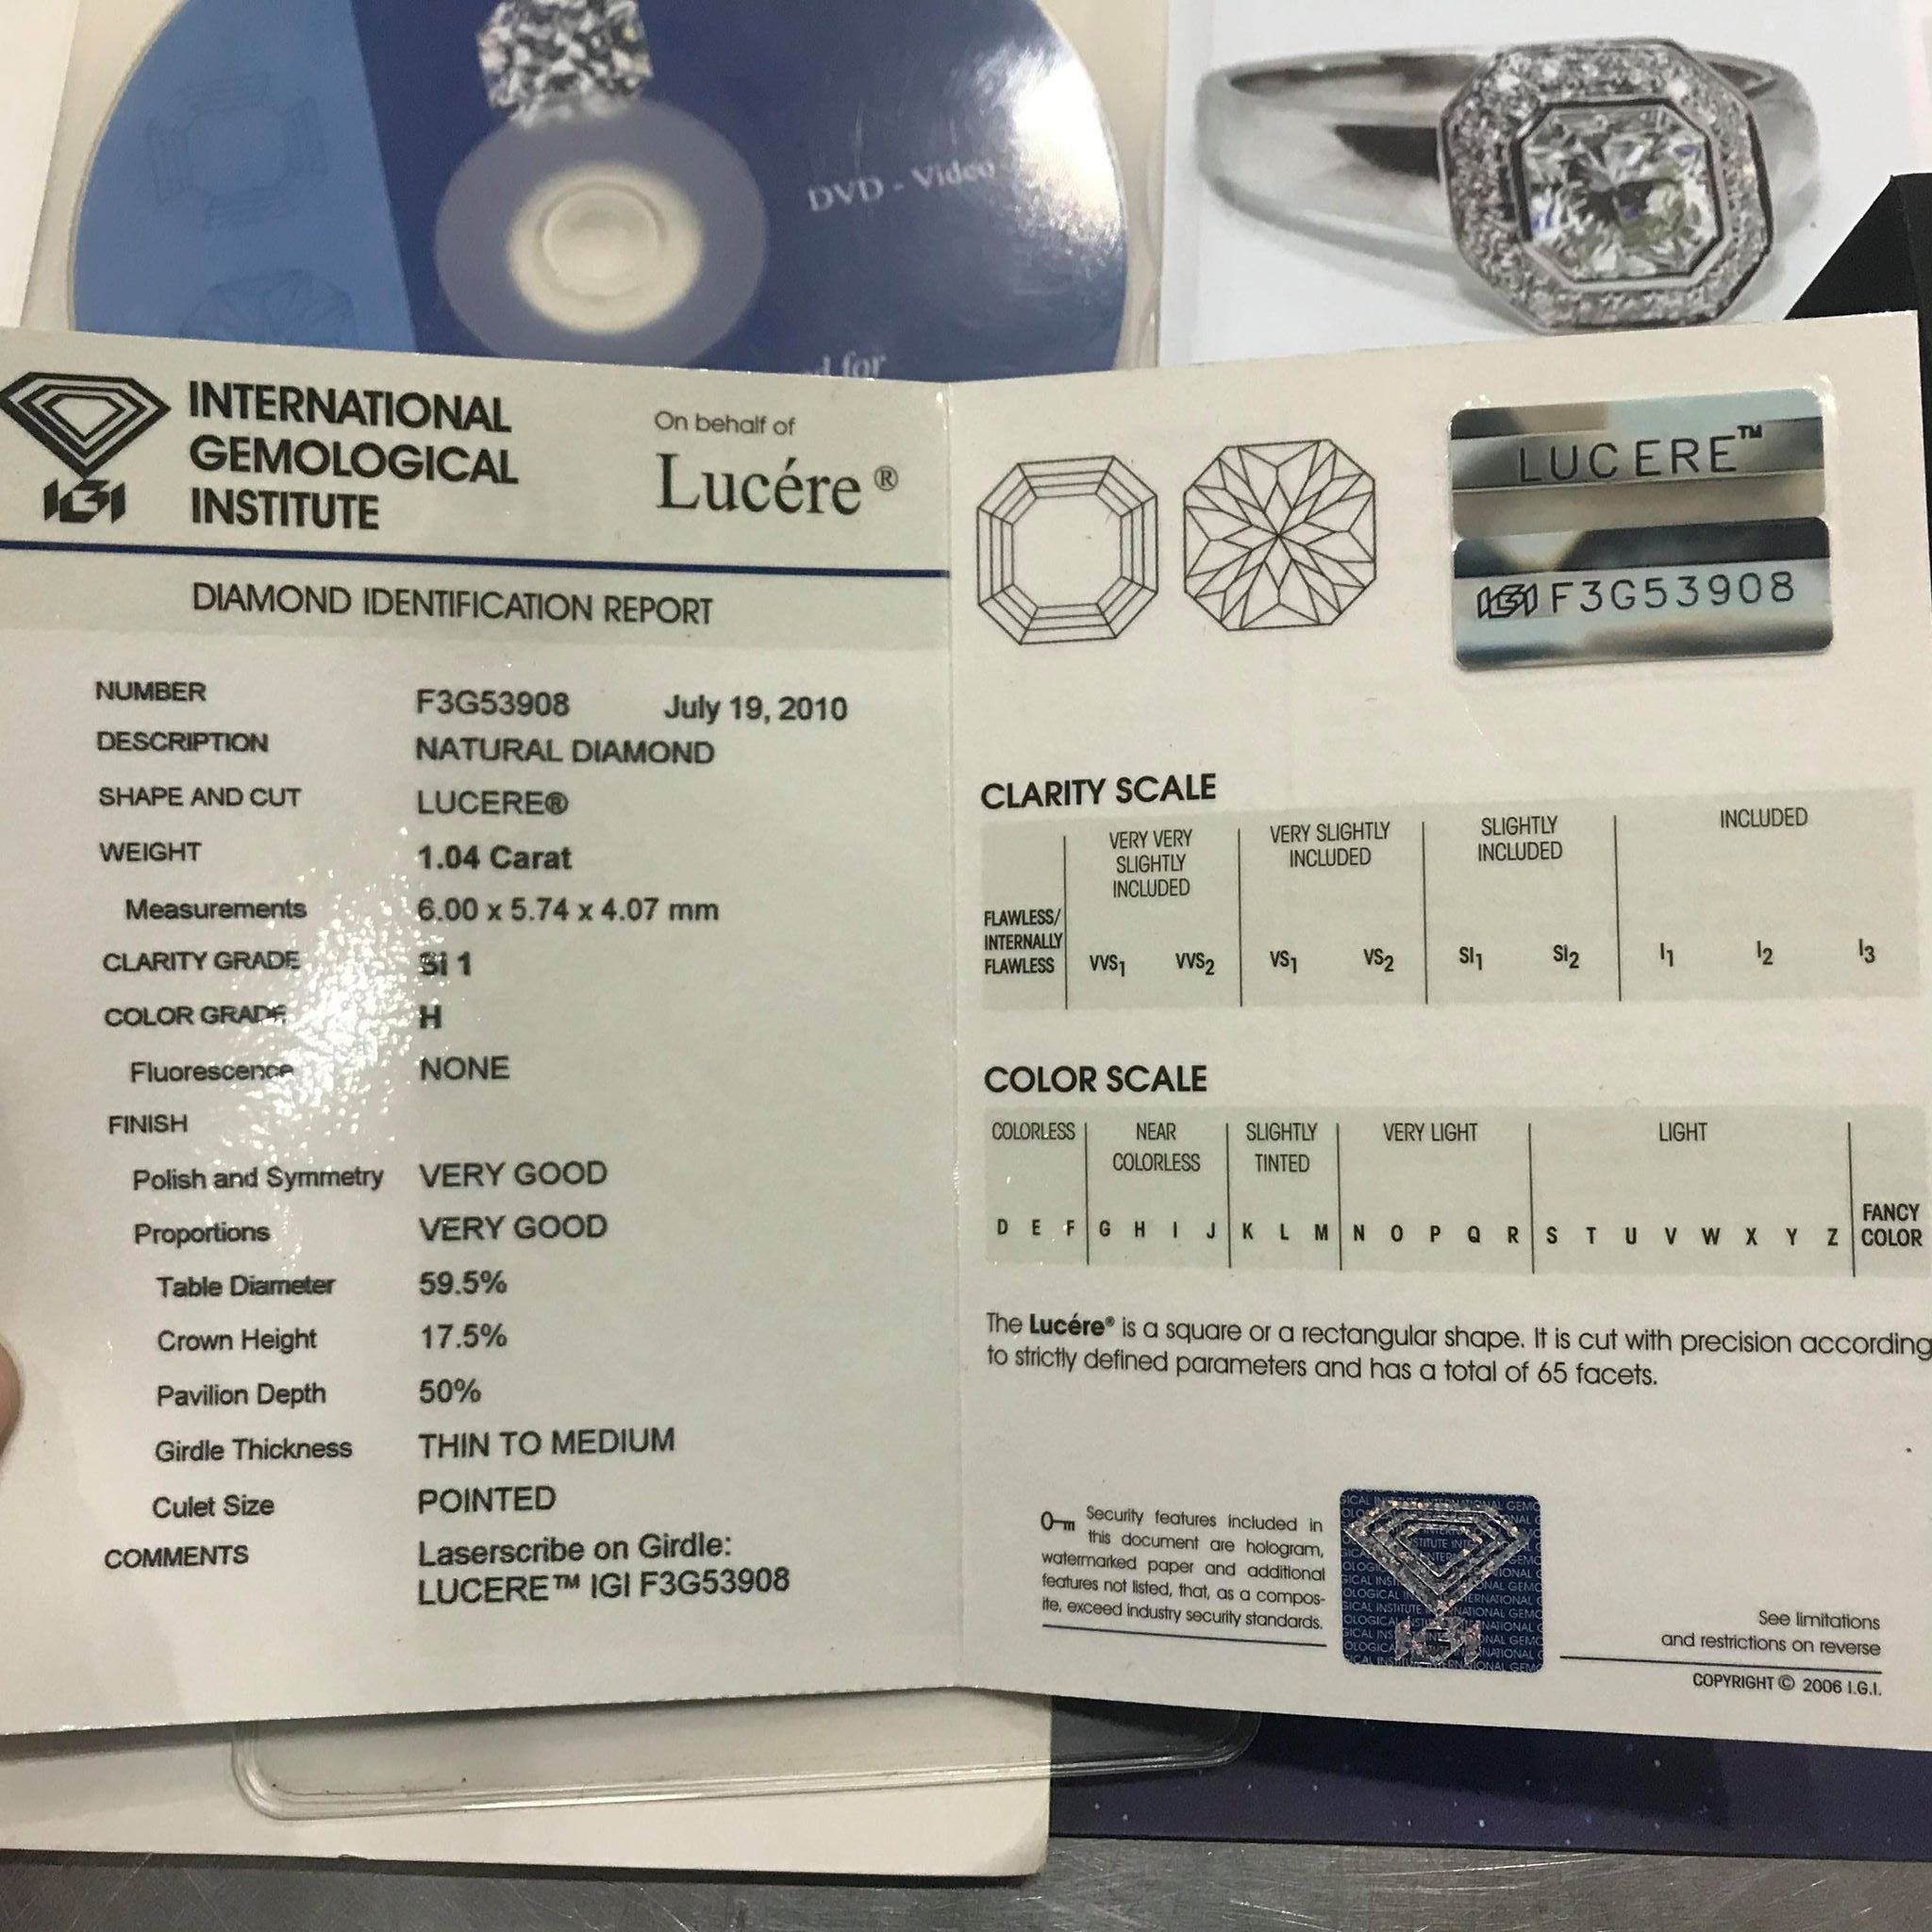 DVD - Video
for
INTERNATIONAL
GEMOLOGICAL
INSTITUTE
IGI
On behalf of
Lucére ®
DIAMOND IDENTIFICATION REPORT
NUMBER F3G53908 July 19, 2010
DESCRIPTION NATURAL DIAMOND
SHAPE AND CUT LUCERE®
WEIGHT 1.04 Carat
Measurements 6.00 x 5.74 x 4.07 mm
CLARITY GRADE SI 1
COLOR GRADE H
Fluorescence NONE
FINISH
Polish and Symmetry VERY GOOD
Proportions VERY GOOD
Table Diameter 59.5%
Crown Height 17.5%
Pavilion Depth 50%
Girdle Thickness THIN TO MEDIUM
Culet Size POINTED
COMMENTS Laserscribe on Girdle:
LUCERE™ IGI F3G53908
LUCERE™
IGI F3G53908
CLARITY SCALE
FLAWLESS/
INTERNALLY
FLAWLESS
VERY VERY
SLIGHTLY
INCLUDED
VVS1 VVS2
VERY SLIGHTLY
INCLUDED
VS1 VS2
SLIGHTLY
INCLUDED
SI1 SI2
INCLUDED
I1 I2 I3
COLOR SCALE
COLORLESS
D E F
NEAR
COLORLESS
G H I J
SLIGHTLY
TINTED
K L M
VERY LIGHT
N O P Q R
LIGHT
S T U V W X Y Z
FANCY
COLOR
The Lucére® is a square or a rectangular shape. It is cut with precision according
to strictly defined parameters and has a total of 65 facets.
Security features included in
this document are hologram,
watermarked paper and additional
features not listed, that, as a compos-
ite, exceed industry security standards.
IGI
See limitations
and restrictions on reverse
COPYRIGHT © 2006 I.G.I.